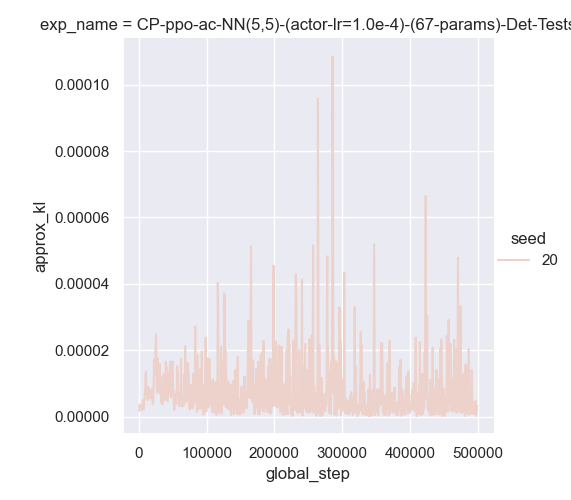 exp_name = CP-ppo-ac-NN(5,5)-(actor-lr=1.0e-4)-(67-params)-Det-Tests
0.00010
0.00008
0.00006
0.00004
0.00002
0.00000
approx_kl
0 100000 200000 300000 400000 500000
global_step
seed
20